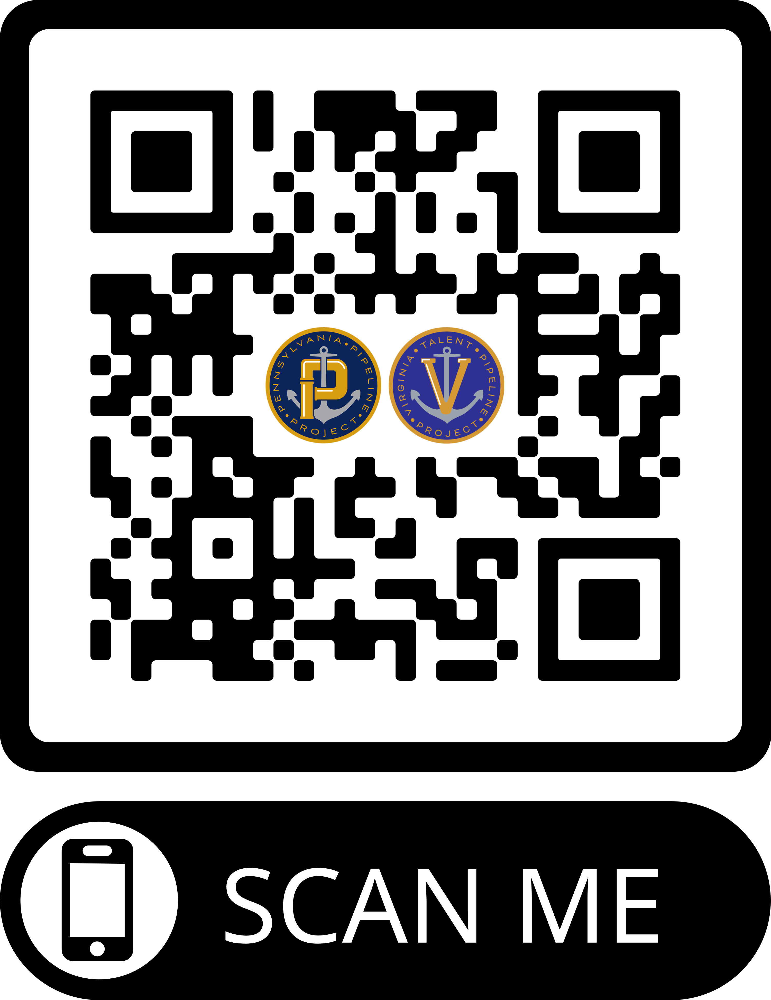 PENNSYLVANIA • PIPELINE • PROJECT •
VIRGINIA • TALENT • PIPELINE • PROJECT •
P
V
SCAN ME